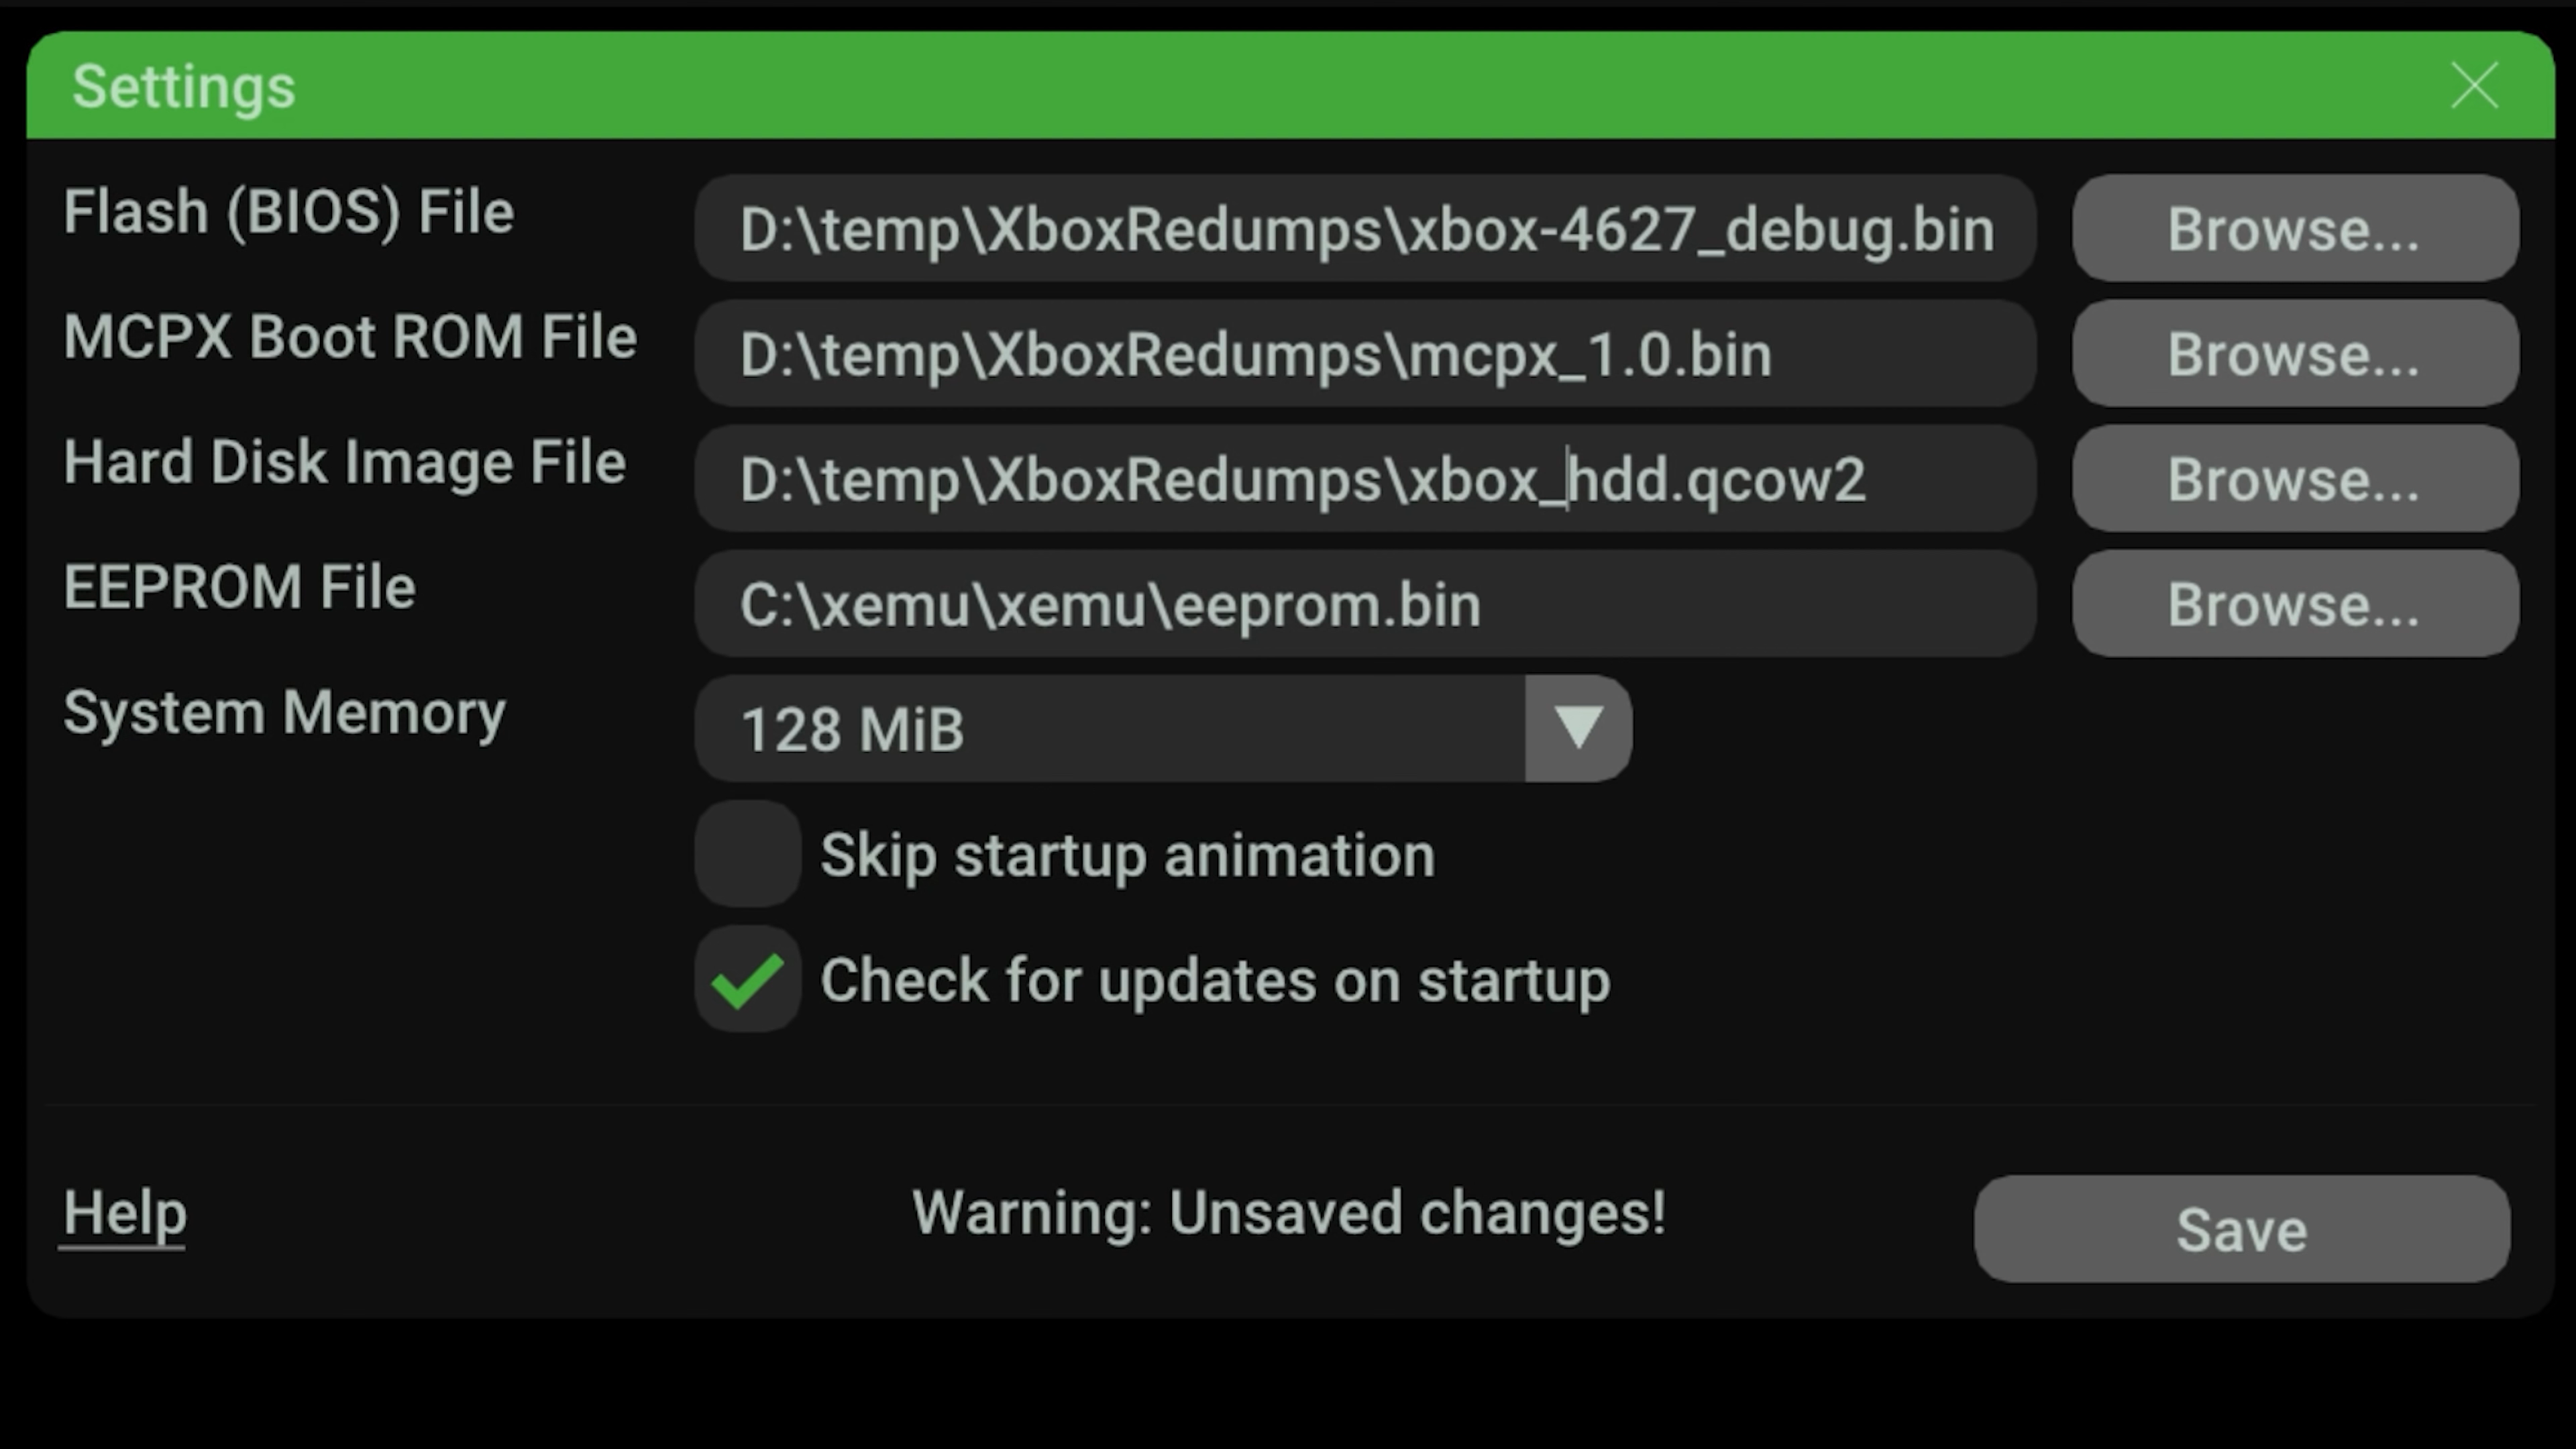 Settings
Flash (BIOS) File D:\temp\XboxRedumps\xbox-4627_debug.bin Browse...
MCPX Boot ROM File D:\temp\XboxRedumps\mcpx_1.0.bin Browse...
Hard Disk Image File D:\temp\XboxRedumps\xbox_hdd.qcow2 Browse...
EEPROM File C:\xemu\xemu\eeprom.bin Browse...
System Memory 128 MiB
Skip startup animation
Check for updates on startup
Help Warning: Unsaved changes! Save